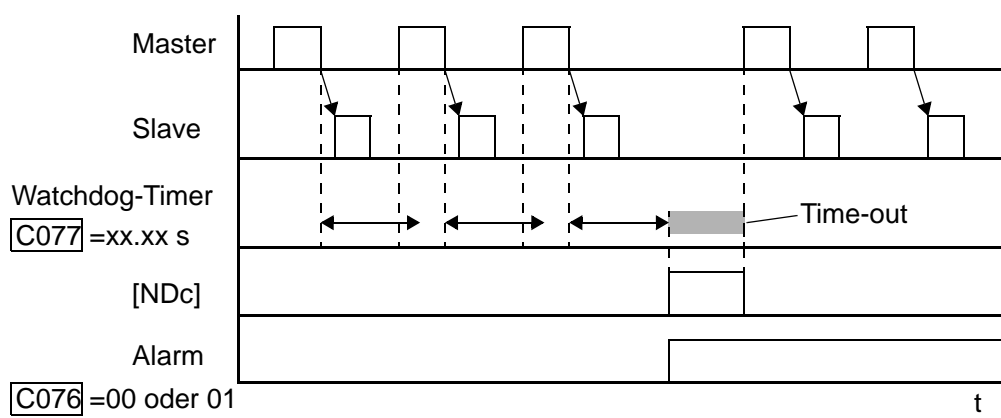 Master
Slave
Watchdog-Timer
C077 =xx.xx s
Time-out
[NDc]
Alarm
C076 =00 oder 01
t